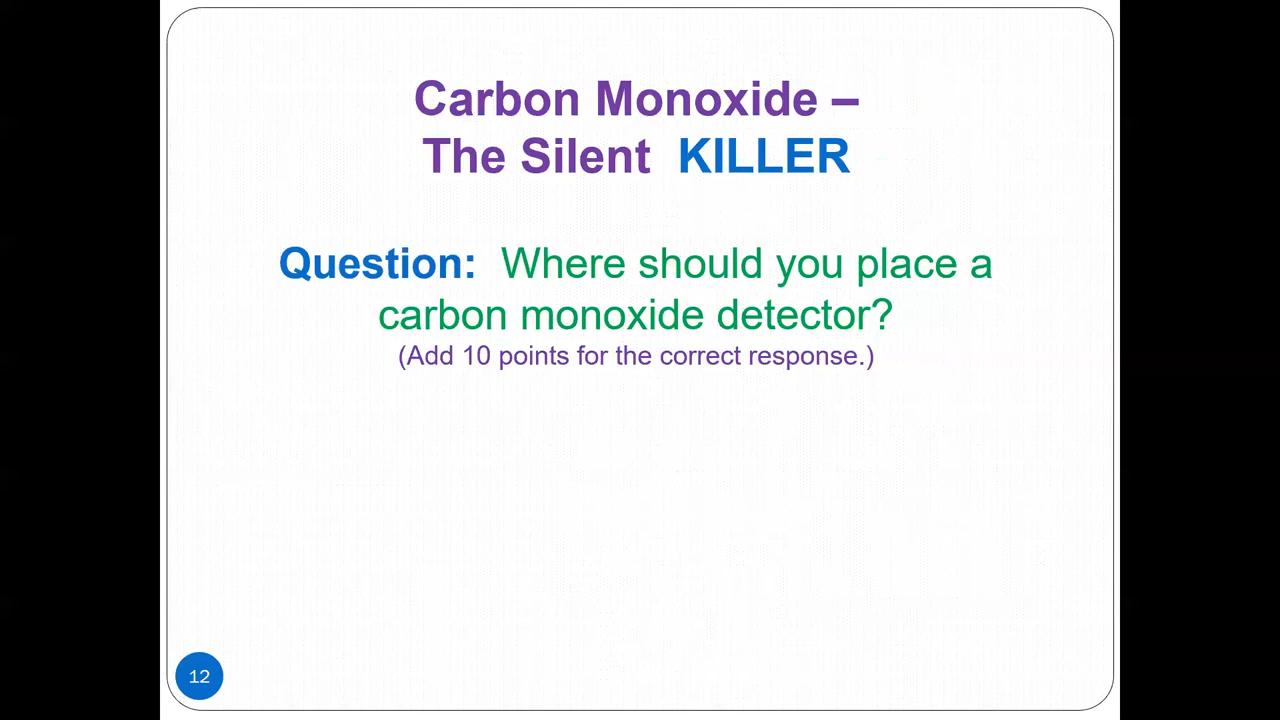 Carbon Monoxide –
The Silent  KILLER
Question:  Where should you place a
carbon monoxide detector?
(Add 10 points for the correct response.)
12